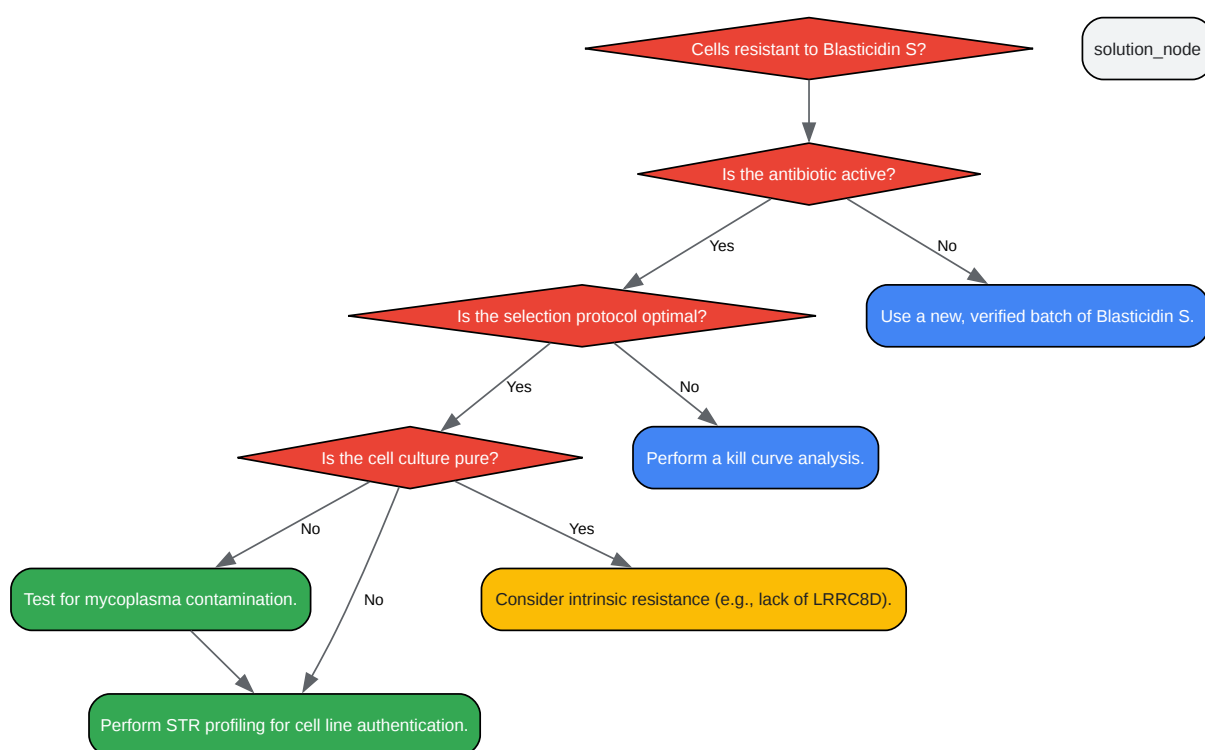 Cells resistant to Blasticidin S?
solution_node
Is the antibiotic active?
Yes
No
Is the selection protocol optimal?
Use a new, verified batch of Blasticidin S.
Yes
No
Is the cell culture pure?
Perform a kill curve analysis.
No
Yes
No
Test for mycoplasma contamination.
Consider intrinsic resistance (e.g., lack of LRRC8D).
Perform STR profiling for cell line authentication.